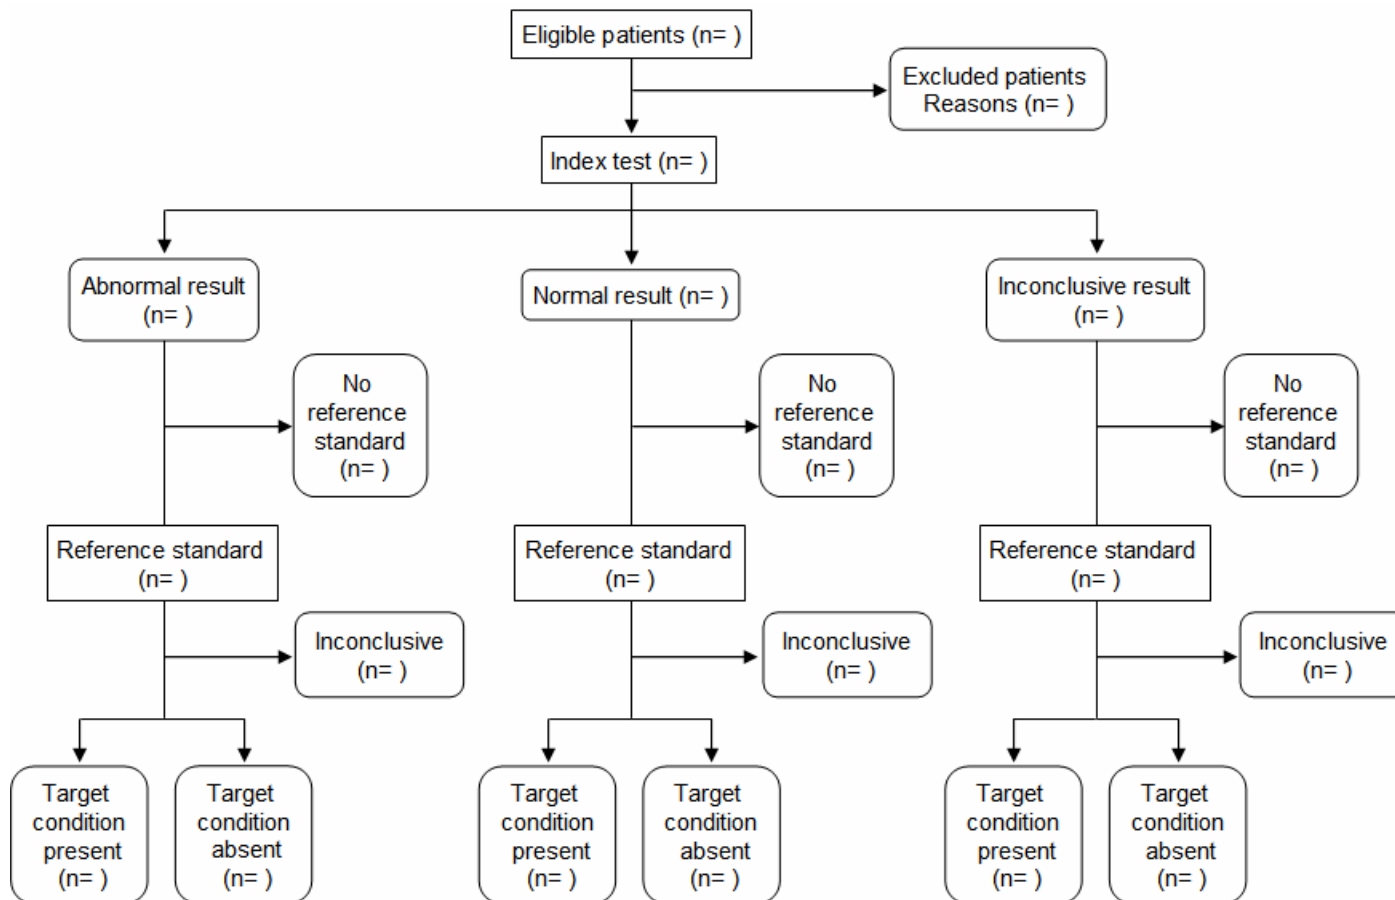 Eligible patients (n= )
Excluded patients
Reasons (n= )
Index test (n= )
Abnormal result
(n= )
Normal result (n= )
Inconclusive result
(n= )
No
reference
standard
(n= )
No
reference
standard
(n= )
No
reference
standard
(n= )
Reference standard
(n= )
Reference standard
(n= )
Reference standard
(n= )
Inconclusive
(n= )
Inconclusive
(n= )
Inconclusive
(n= )
Target
condition
present
(n= )
Target
condition
absent
(n= )
Target
condition
present
(n= )
Target
condition
absent
(n= )
Target
condition
present
(n= )
Target
condition
absent
(n= )